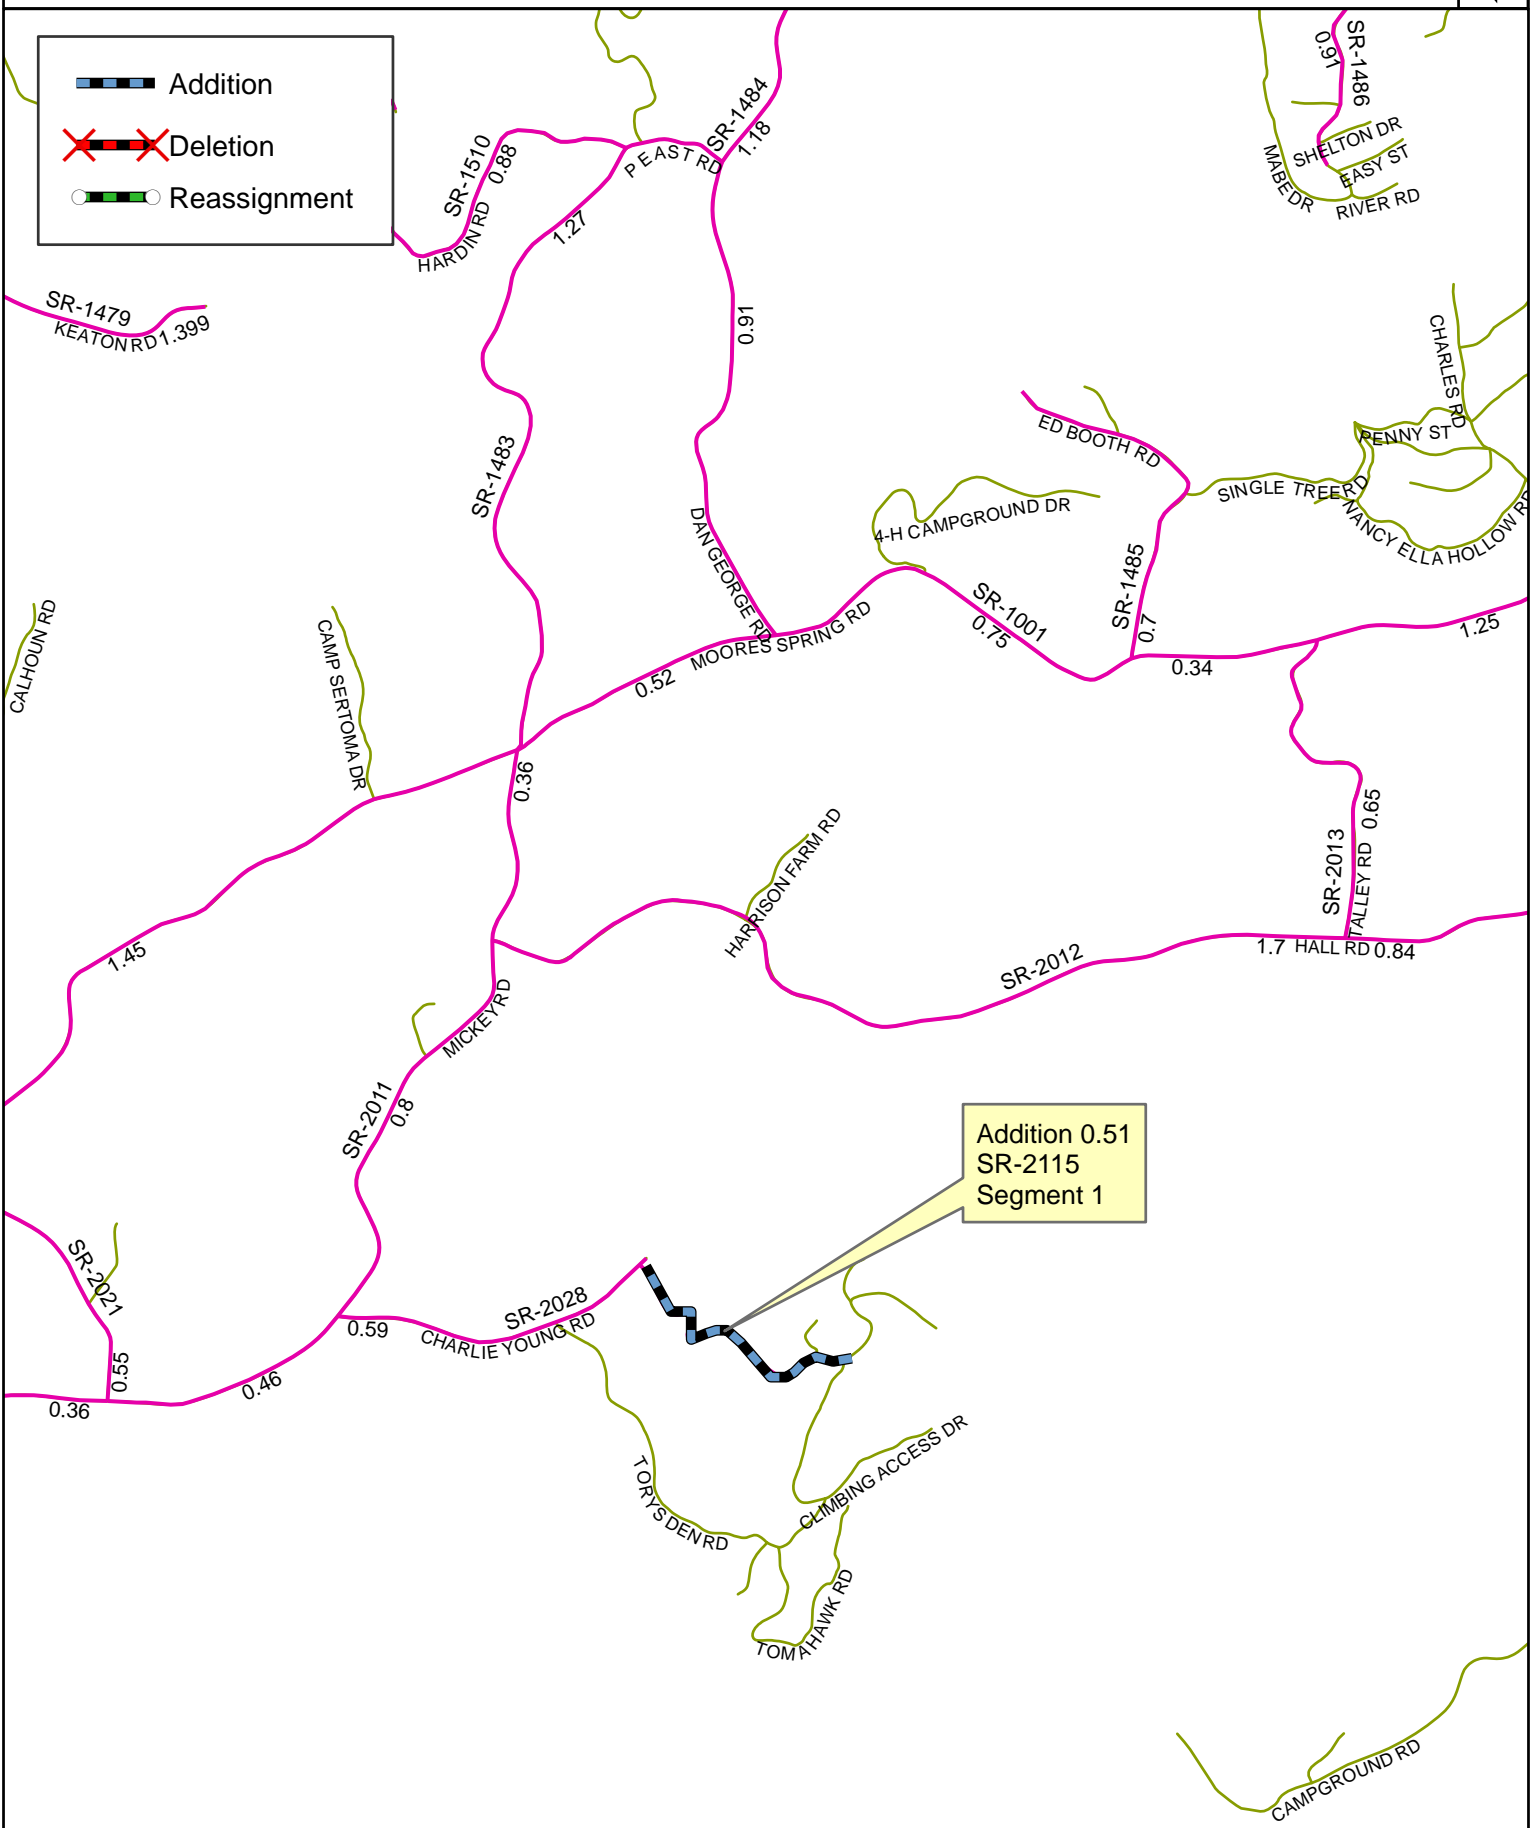 Addition
Deletion
Reassignment
SR-1484
1.18
SR-1510
0.88
P EAST RD
HARDIN RD
1.27
SR-1486
0.91
SHELTON DR
EASY ST
MABE DR
RIVER RD
SR-1479
KEATON RD 1.399
0.91
CHARLES RD
PENNY ST
ED BOOTH RD
SR-1483
SINGLE TREE RD
4-H CAMPGROUND DR
NANCY ELLA HOLLOW RD
DAN GEORGE RD
SR-1485
0.7
SR-1001
0.75
MOORES SPRING RD
CALHOUN RD
CAMP SERTOMA DR
1.25
0.34
0.52
0.36
0.65
SR-2013
TALLEY RD
HARRISON FARM RD
1.45
SR-2012
1.7 HALL RD 0.84
MICKEY RD
SR-2011
0.8
Addition 0.51
SR-2115
Segment 1
SR-2021
SR-2028
0.59
CHARLIE YOUNG RD
0.55
0.46
0.36
CLIMBING ACCESS DR
TORYS DEN RD
TOMAHAWK RD
CAMPGROUND RD